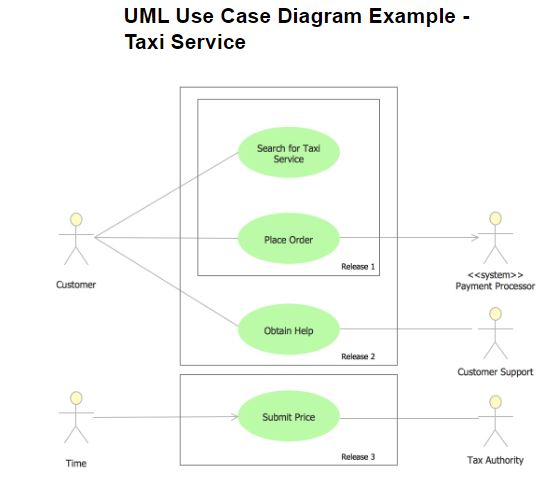 UML Use Case Diagram Example -
Taxi Service
Search for Taxi
Service
Place Order
Release 1
Customer
<<system>>
Payment Processor
Obtain Help
Release 2
Customer Support
Submit Price
Release 3
Time
Tax Authority